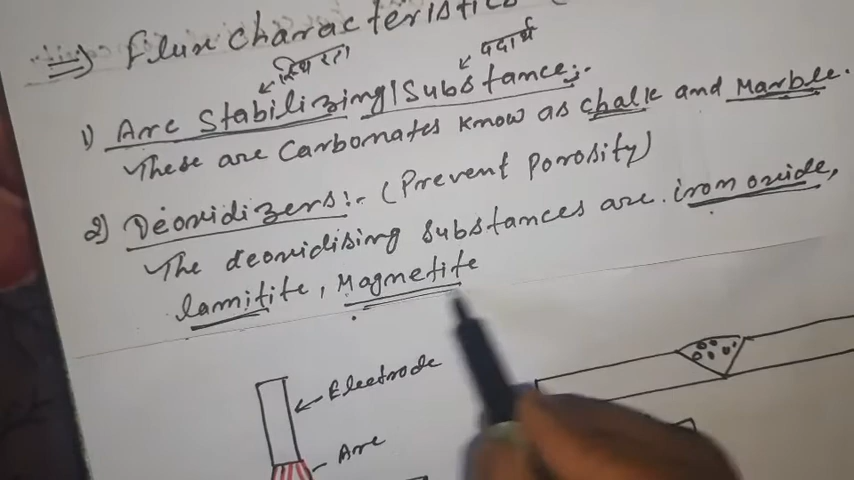 ⇒ Flux characteristics
स्थिरता पदार्थ
1) Arc Stabilizing/Substance:-
These are Carbonates know as chalk and Marble.
2) Deoxidizers:- (Prevent Porosity)
The deoxidising substances are iron oxide,
lamitite, Magnetite
Electrode
Arc